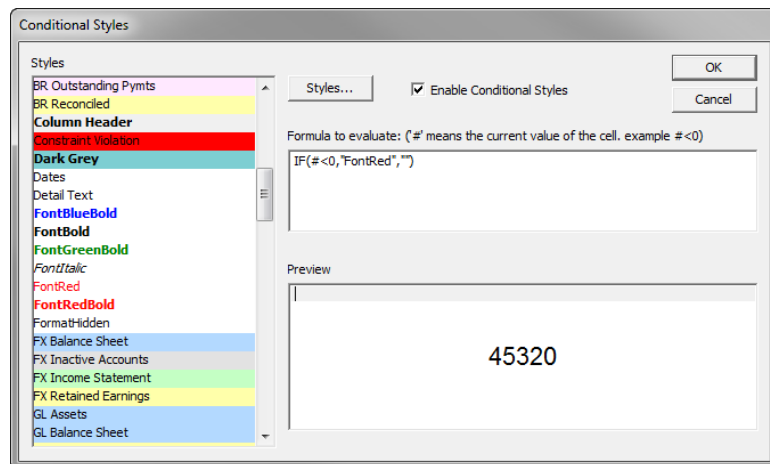 Conditional Styles
Styles
BR Outstanding Pymts
BR Reconciled
Column Header
Constraint Violation
Dark Grey
Dates
Detail Text
FontBlueBold
FontBold
FontGreenBold
FontItalic
FontRed
FontRedBold
FormatHidden
FX Balance Sheet
FX Inactive Accounts
FX Income Statement
FX Retained Earnings
GL Assets
GL Balance Sheet
Styles...
Enable Conditional Styles
OK
Cancel
Formula to evaluate: ('#' means the current value of the cell. example #<0)
IF(#<0,"FontRed","")
Preview
45320